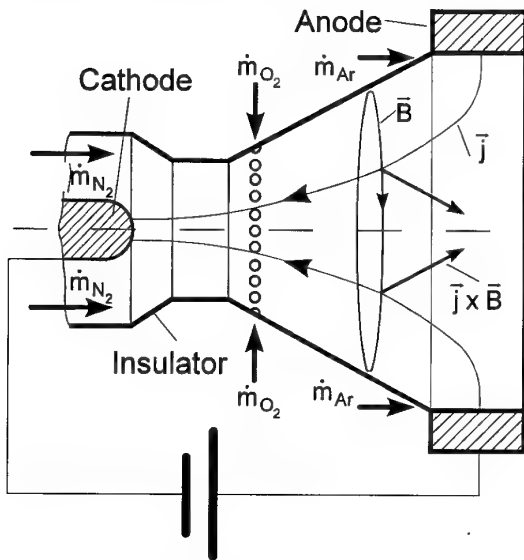 Anode
ṁO₂
ṁAr
Cathode
B⃗
j⃗
ṁN₂
ṁN₂
j⃗ x B⃗
Insulator
ṁO₂
ṁAr